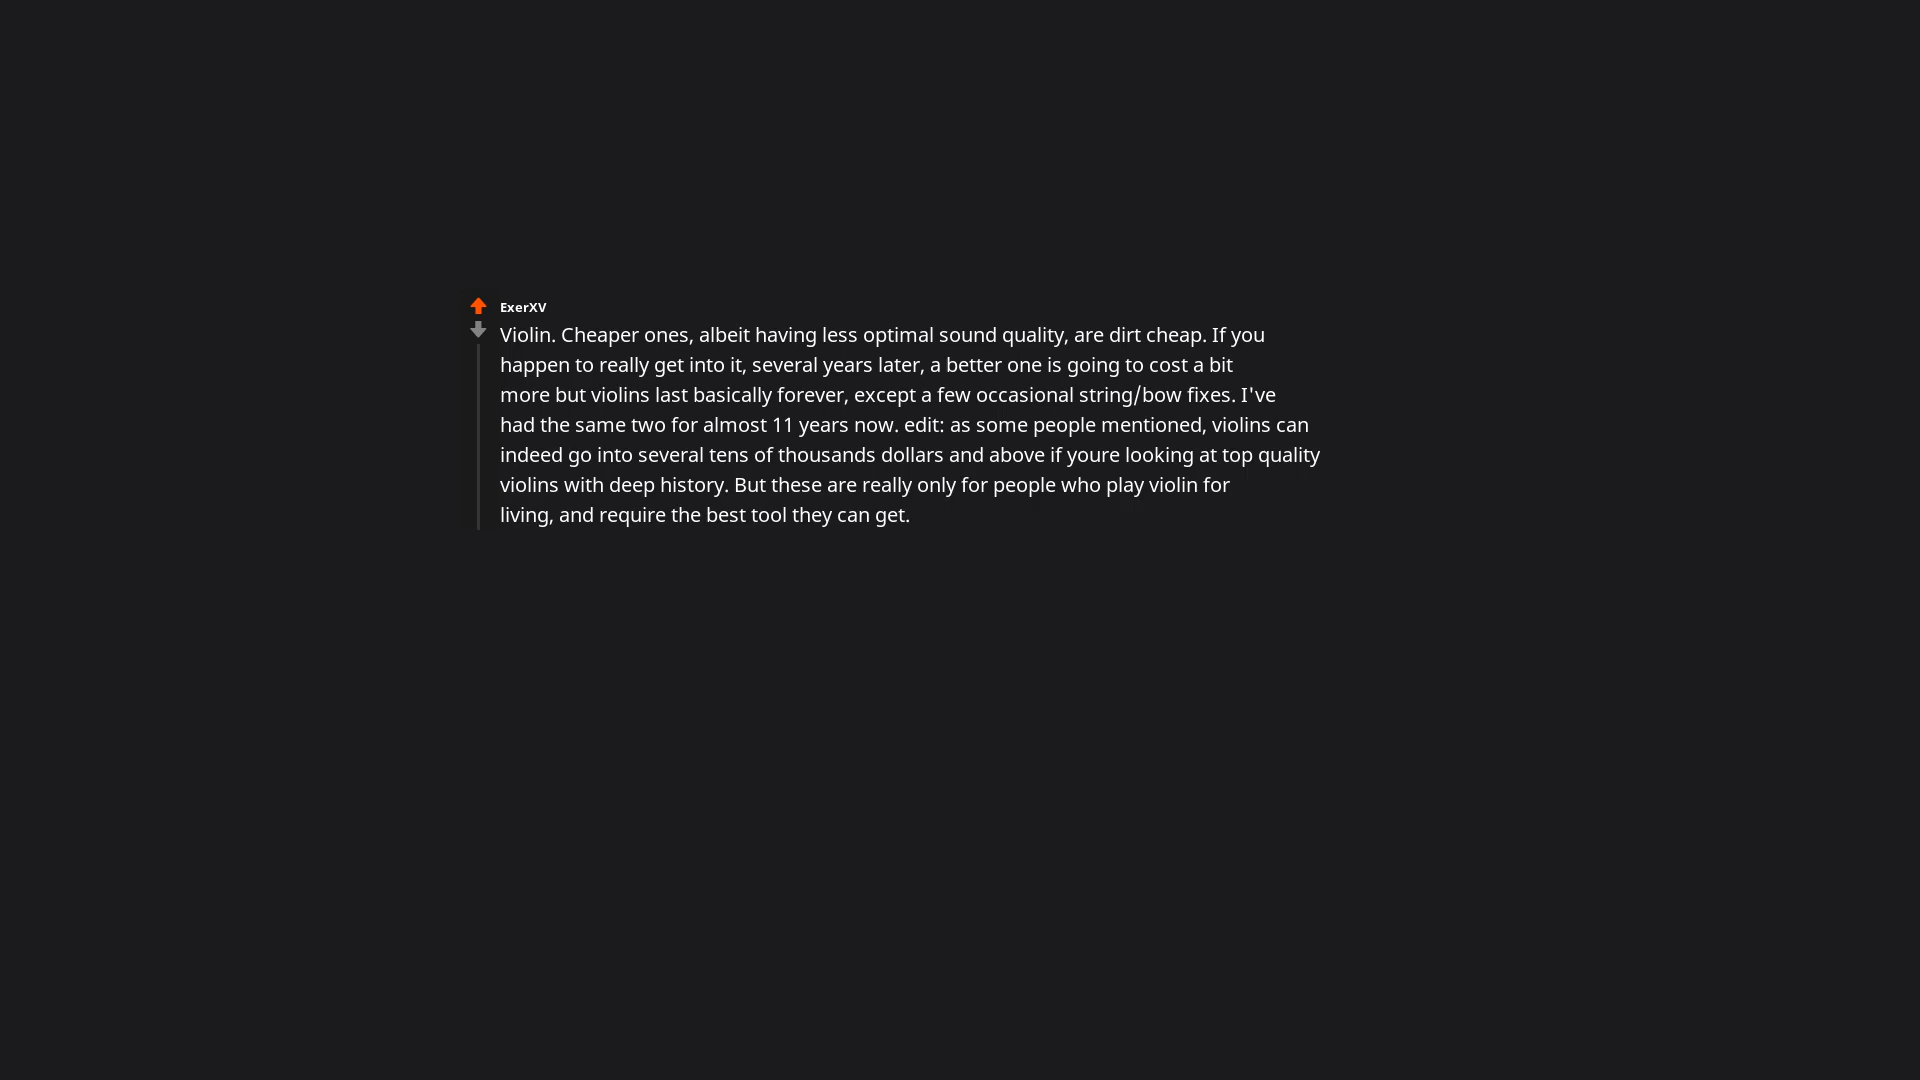 ExerXV
Violin. Cheaper ones, albeit having less optimal sound quality, are dirt cheap. If you
happen to really get into it, several years later, a better one is going to cost a bit
more but violins last basically forever, except a few occasional string/bow fixes. I've
had the same two for almost 11 years now. edit: as some people mentioned, violins can
indeed go into several tens of thousands dollars and above if youre looking at top quality
violins with deep history. But these are really only for people who play violin for
living, and require the best tool they can get.